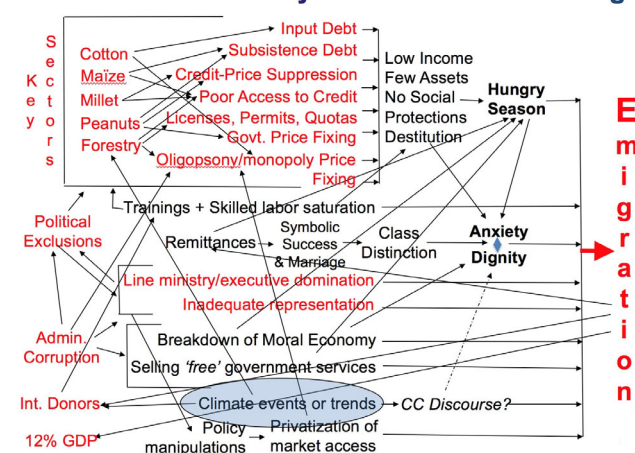 Key
Sectors
Cotton
Maïze
Millet
Peanuts
Forestry
Input Debt
Subsistence Debt
Credit-Price Suppression
Poor Access to Credit
Licenses, Permits, Quotas
Govt. Price Fixing
Oligopsony/monopoly Price
Fixing
Low Income
Few Assets
No Social
Protections
Destitution
Hungry
Season
Emigration
Trainings + Skilled labor saturation
Political
Exclusions
Remittances
Symbolic
Success
& Marriage
Class
Distinction
Anxiety
Dignity
Line ministry/executive domination
Inadequate representation
Admin.
Corruption
Breakdown of Moral Economy
Selling ‘free’ government services
Int. Donors
Climate events or trends
CC Discourse?
12% GDP
Policy
manipulations
Privatization of
market access